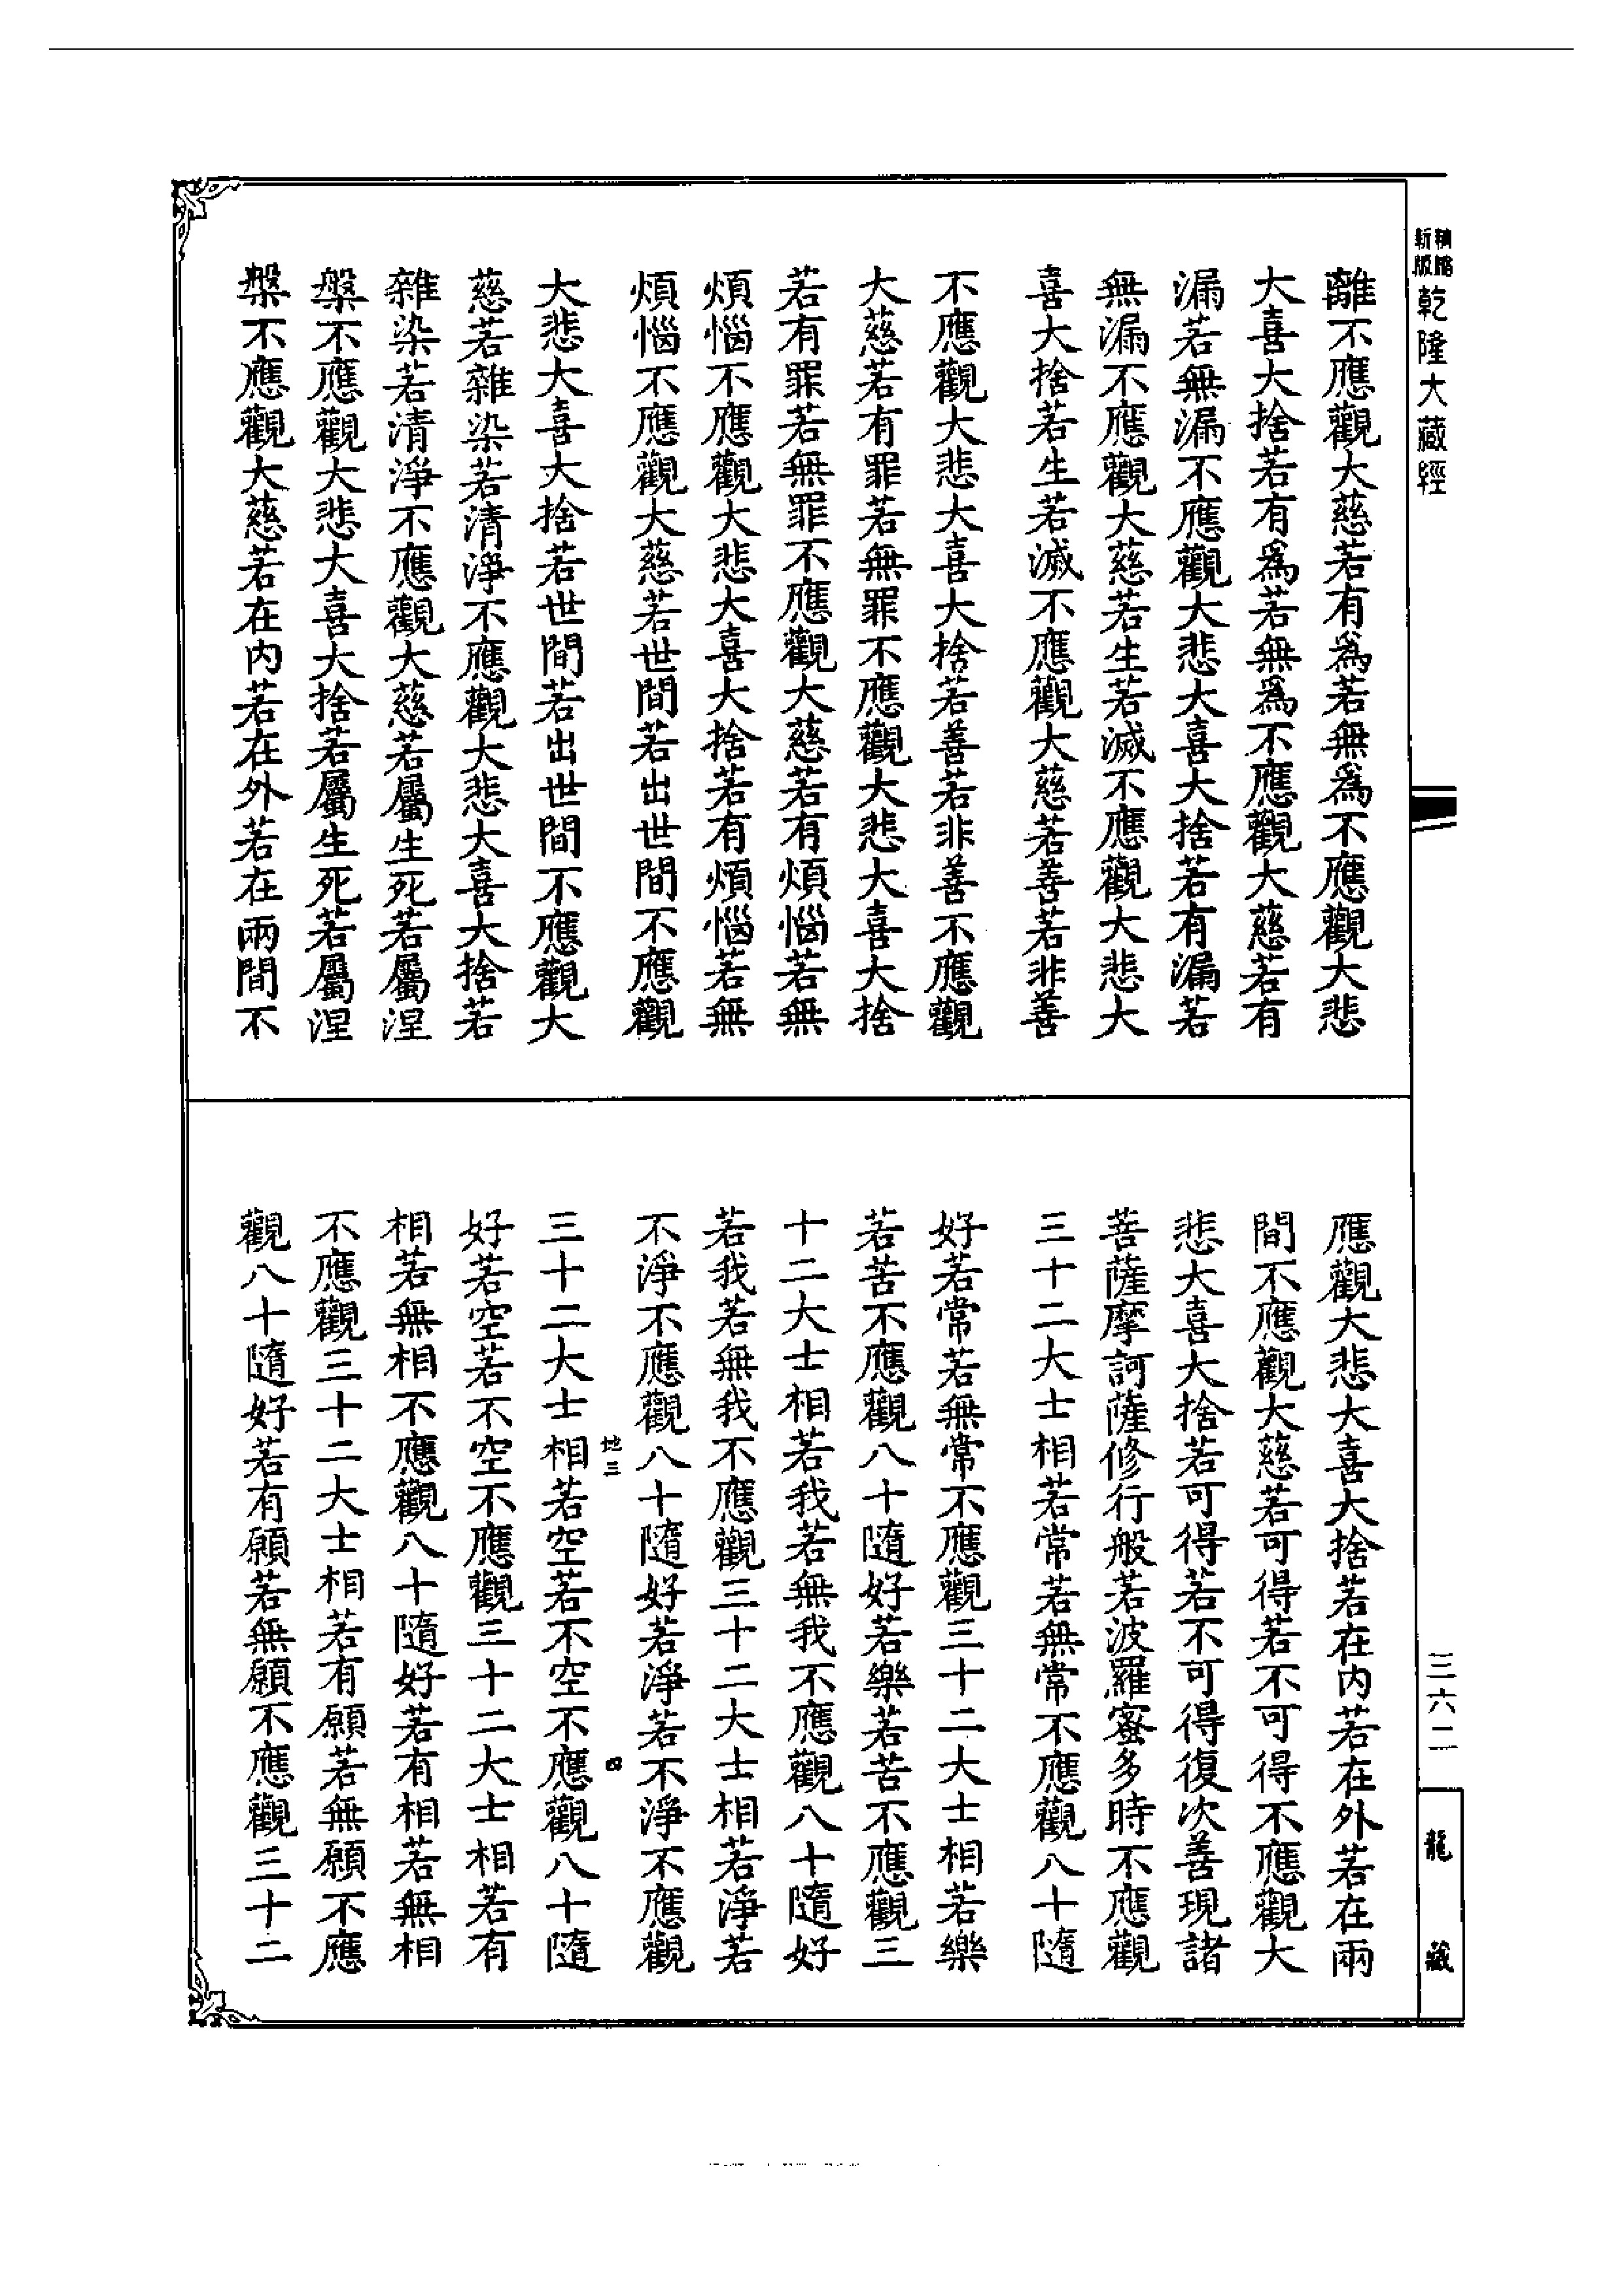 新版
精縮
乾隆大藏經
離不應觀大慈若有爲若無爲不應觀大悲
大喜大捨若有爲若無爲不應觀大慈若有
漏若無漏不應觀大悲大喜大捨若有漏若
無漏不應觀大慈若生若滅不應觀大悲大
喜大捨若生若滅不應觀大慈若善若非善
不應觀大悲大喜大捨若善若非善不應觀
大慈若有罪若無罪不應觀大悲大喜大捨
若有罪若無罪不應觀大慈若有煩惱若無
煩惱不應觀大悲大喜大捨若有煩惱若無
煩惱不應觀大慈若世間若出世間不應觀
大悲大喜大捨若世間若出世間不應觀大
慈若雜染若清淨不應觀大悲大喜大捨若
雜染若清淨不應觀大慈若屬生死若屬涅
槃不應觀大悲大喜大捨若屬生死若屬涅
槃不應觀大慈若在内若在外若在兩間不
應觀大悲大喜大捨若在内若在外若在兩
間不應觀大慈若可得若不可得不應觀大
悲大喜大捨若可得若不可得復次善現諸
菩薩摩訶薩修行般若波羅蜜多時不應觀
三十二大士相若常若無常不應觀八十隨
好若常若無常不應觀三十二大士相若樂
若苦不應觀八十隨好若樂若苦不應觀三
十二大士相若我若無我不應觀八十隨好
若我若無我不應觀三十二大士相若淨若
不淨不應觀八十隨好若淨若不淨不應觀
地三 四
三十二大士相若空若不空不應觀八十隨
好若空若不空不應觀三十二大士相若有
相若無相不應觀八十隨好若有相若無相
不應觀三十二大士相若有願若無願不應
觀八十隨好若有願若無願不應觀三十二
三六二
龍藏